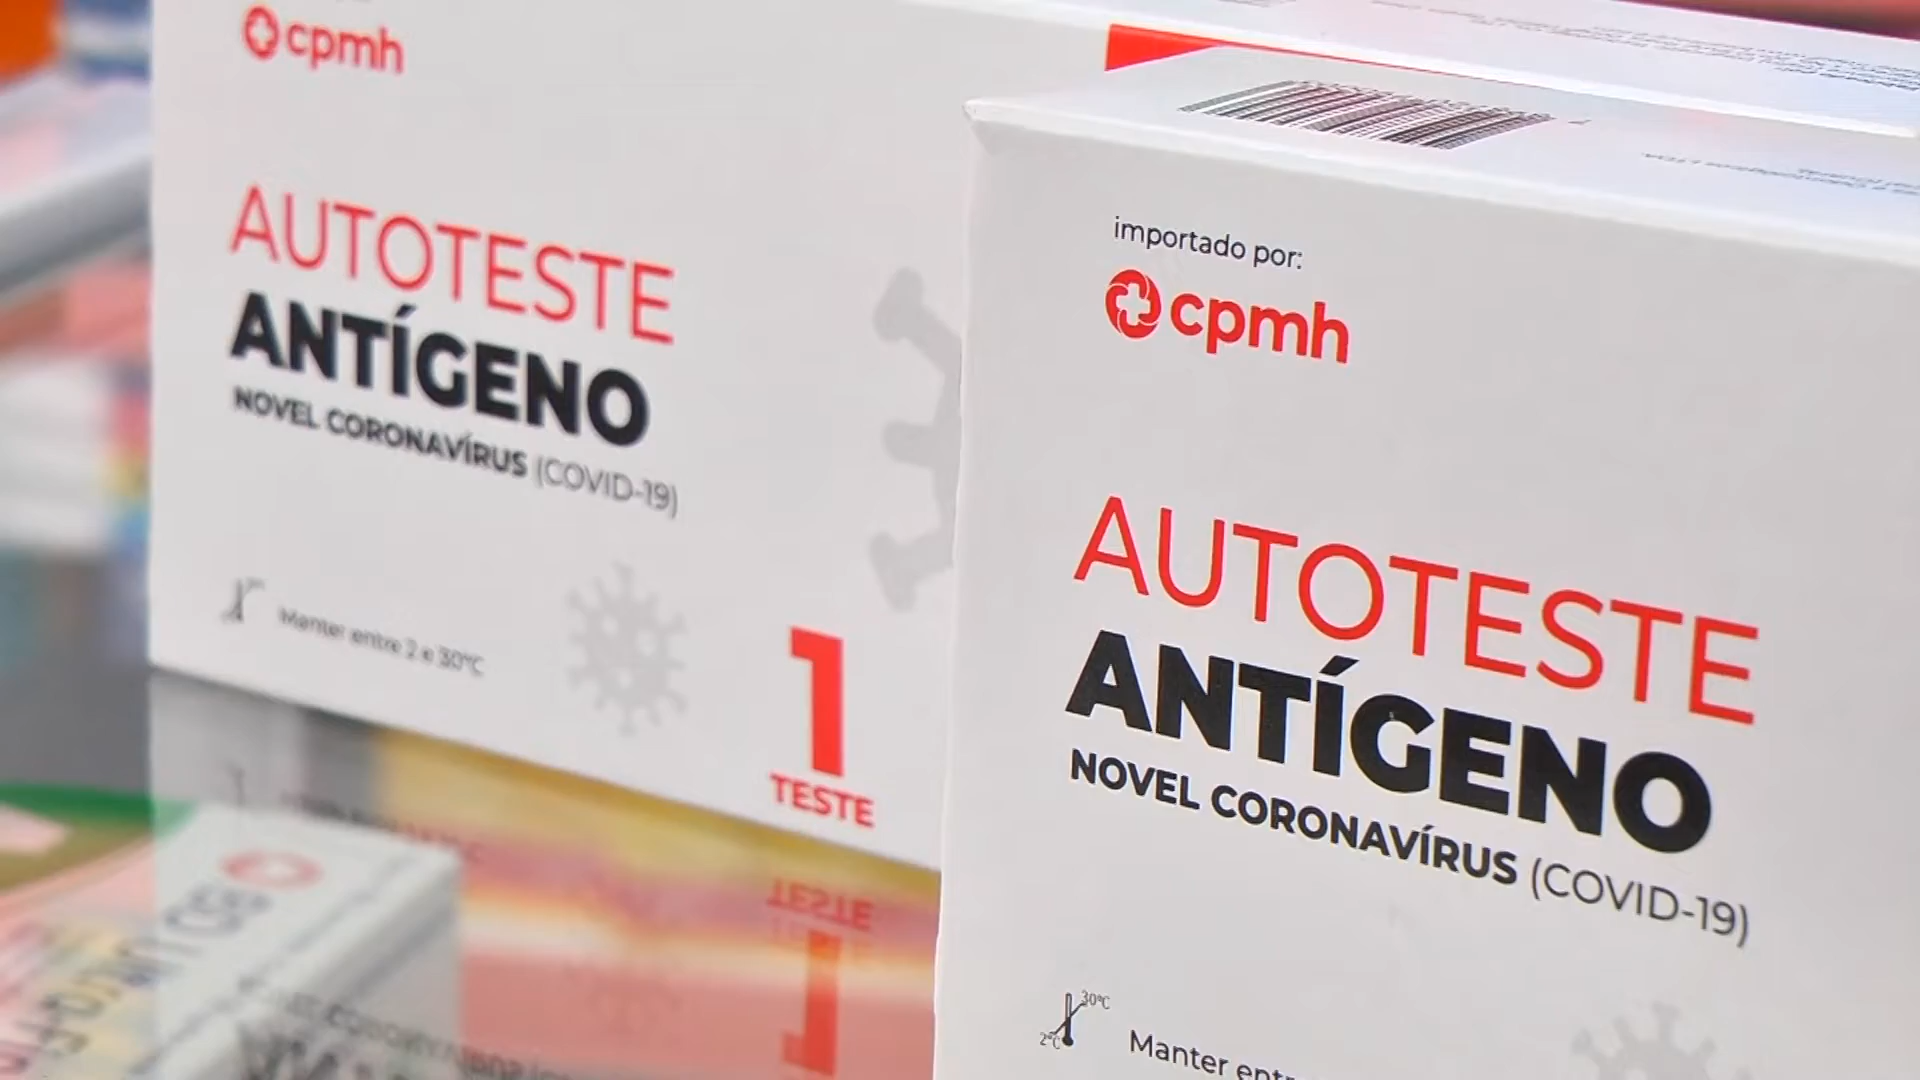 cpmh
AUTOTESTE
ANTÍGENO
NOVEL CORONAVÍRUS (COVID-19)
Manter entre 2 e 30°C
1
TESTE
importado por:
cpmh
AUTOTESTE
ANTÍGENO
NOVEL CORONAVÍRUS (COVID-19)
30°C
2°C
Manter